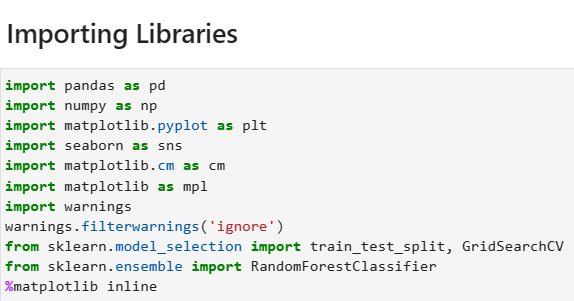 Importing Libraries
import pandas as pd
import numpy as np
import matplotlib.pyplot as plt
import seaborn as sns
import matplotlib.cm as cm
import matplotlib as mpl
import warnings
warnings.filterwarnings('ignore')
from sklearn.model_selection import train_test_split, GridSearchCV
from sklearn.ensemble import RandomForestClassifier
%matplotlib inline